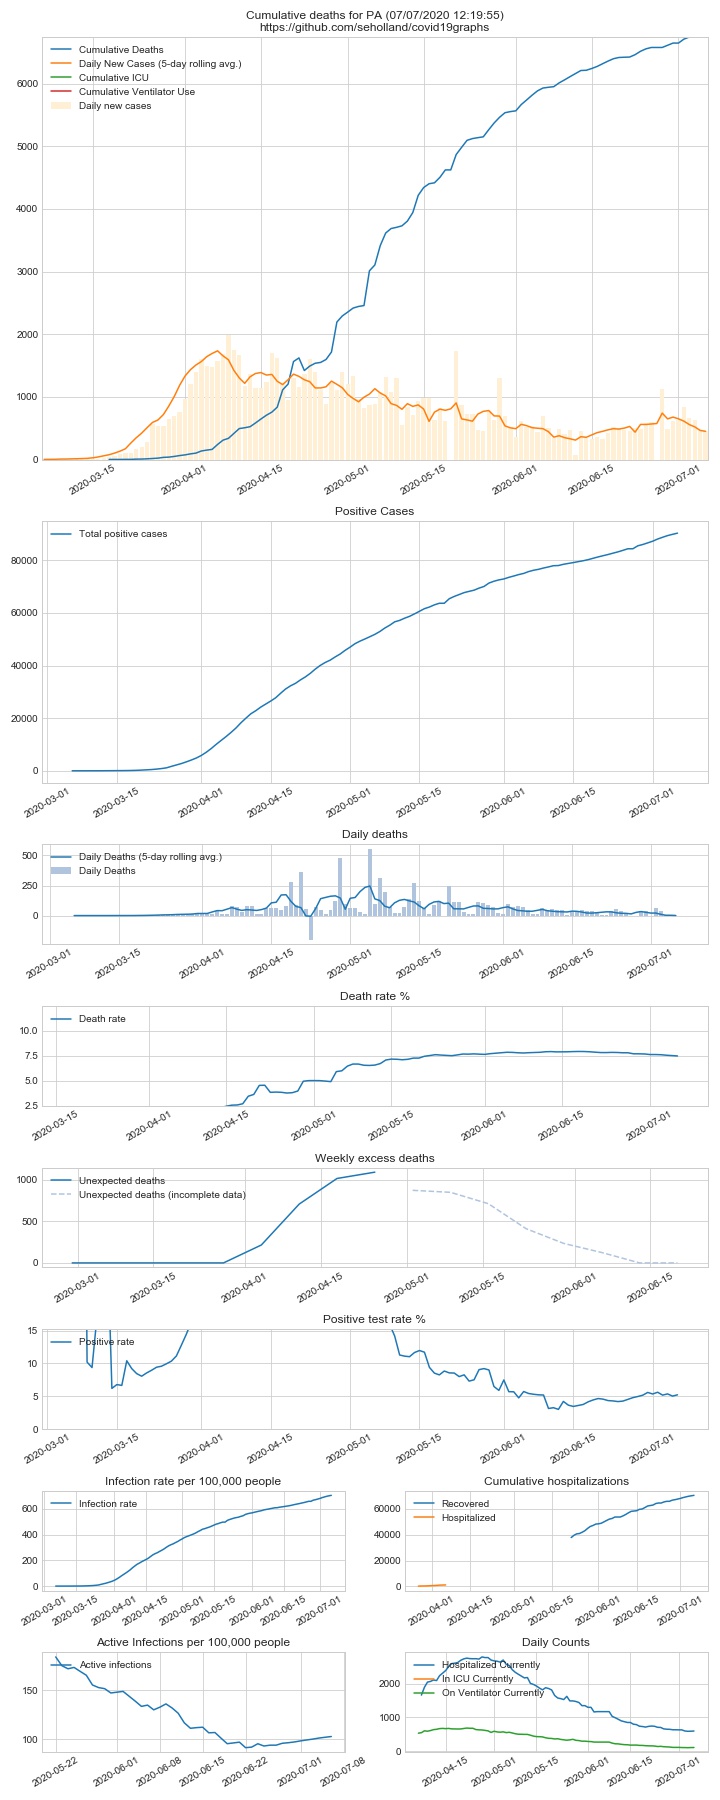 Cumulative deaths for PA (07/07/2020 12:19:55)
https://github.com/seholland/covid19graphs
Cumulative Deaths
Daily New Cases (5-day rolling avg.)
Cumulative ICU
Cumulative Ventilator Use
Daily new cases
6000
5000
4000
3000
2000
1000
0
2020-03-15 2020-04-01 2020-04-15 2020-05-01 2020-05-15 2020-06-01 2020-06-15 2020-07-01
Positive Cases
Total positive cases
80000
60000
40000
20000
0
2020-03-01 2020-03-15 2020-04-01 2020-04-15 2020-05-01 2020-05-15 2020-06-01 2020-06-15 2020-07-01
Daily deaths
Daily Deaths (5-day rolling avg.)
Daily Deaths
500
250
0
2020-03-01 2020-03-15 2020-04-01 2020-04-15 2020-05-01 2020-05-15 2020-06-01 2020-06-15 2020-07-01
Death rate %
Death rate
10.0
7.5
5.0
2.5
2020-03-15 2020-04-01 2020-04-15 2020-05-01 2020-05-15 2020-06-01 2020-06-15 2020-07-01
Weekly excess deaths
Unexpected deaths
Unexpected deaths (incomplete data)
1000
500
0
2020-03-01 2020-03-15 2020-04-01 2020-04-15 2020-05-01 2020-05-15 2020-06-01 2020-06-15
Positive test rate %
Positive rate
15
10
5
0
2020-03-01 2020-03-15 2020-04-01 2020-04-15 2020-05-01 2020-05-15 2020-06-01 2020-06-15 2020-07-01
Infection rate per 100,000 people
Infection rate
600
400
200
0
2020-03-01 2020-03-15 2020-04-01 2020-04-15 2020-05-01 2020-05-15 2020-06-01 2020-06-15 2020-07-01
Cumulative hospitalizations
Recovered
Hospitalized
60000
40000
20000
0
2020-04-01 2020-04-15 2020-05-01 2020-05-15 2020-06-01 2020-06-15 2020-07-01
Active Infections per 100,000 people
Active infections
150
100
2020-05-22 2020-06-01 2020-06-08 2020-06-15 2020-06-22 2020-07-01 2020-07-08
Daily Counts
Hospitalized Currently
In ICU Currently
On Ventilator Currently
2000
1000
0
2020-04-15 2020-05-01 2020-05-15 2020-06-01 2020-06-15 2020-07-01